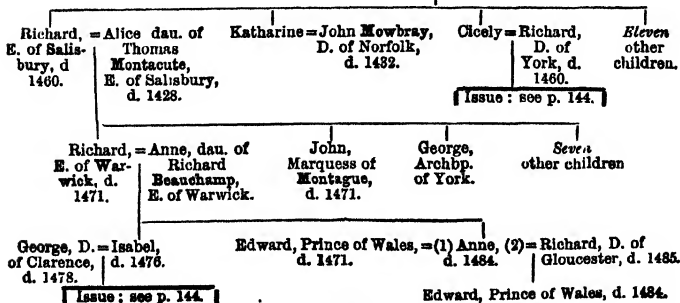 Richard, = Alice dau. of
E. of Salis- Thomas
bury, d Montacute,
1460. E. of Salisbury,
d. 1428.
Katharine = John Mowbray,
D. of Norfolk,
d. 1432.
Cicely = Richard,
D. of
York, d.
1460.
Issue: see p. 144.
Eleven
other
children.
Richard, = Anne, dau. of
E. of War- Richard
wick, d. Beauchamp,
1471. E. of Warwick.
John,
Marquess of
Montague,
d. 1471.
George,
Archbp.
of York.
Seven
other children
George, D. = Isabel,
of Clarence, d. 1476.
d. 1478.
Issue: see p. 144.
Edward, Prince of Wales, = (1) Anne, (2) = Richard, D. of
d. 1471. d. 1484. Gloucester, d. 1485.
Edward, Prince of Wales, d. 1484.